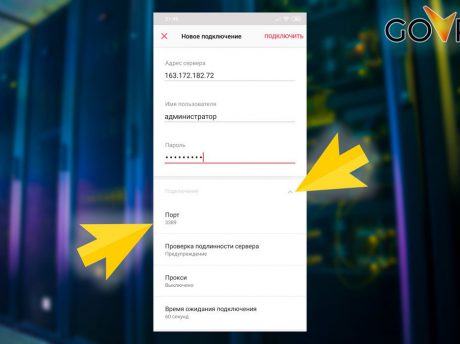 21:45
GOV
Новое подключение
ПОДКЛЮЧИТЬ
Адрес сервера
163.172.182.72
Имя пользователя
администратор
Пароль
•••••••••
Подключение
Порт
3389
Проверка подлинности сервера
Предупреждение
Прокси
Выключено
Время ожидания подключения
60 секунд